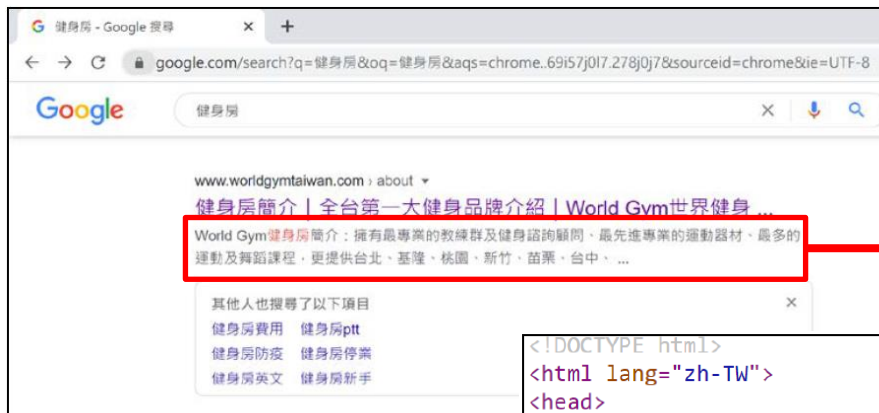 健身房 - Google 搜尋
google.com/search?q=健身房&oq=健身房&aqs=chrome..69i57j0l7.278j0j7&sourceid=chrome&ie=UTF-8
Google
健身房
www.worldgymtaiwan.com › about
健身房簡介 | 全台第一大健身品牌介紹 | World Gym世界健身 ...
World Gym健身房簡介：擁有最專業的教練群及健身諮詢顧問、最先進專業的運動器材、最多的
運動及舞蹈課程，更提供台北、基隆、桃園、新竹、苗栗、台中、 ...
其他人也搜尋了以下項目
健身房費用 健身房ptt
健身房防疫 健身房停業
健身房英文 健身房新手
<!DOCTYPE html>
<html lang="zh-TW">
<head>